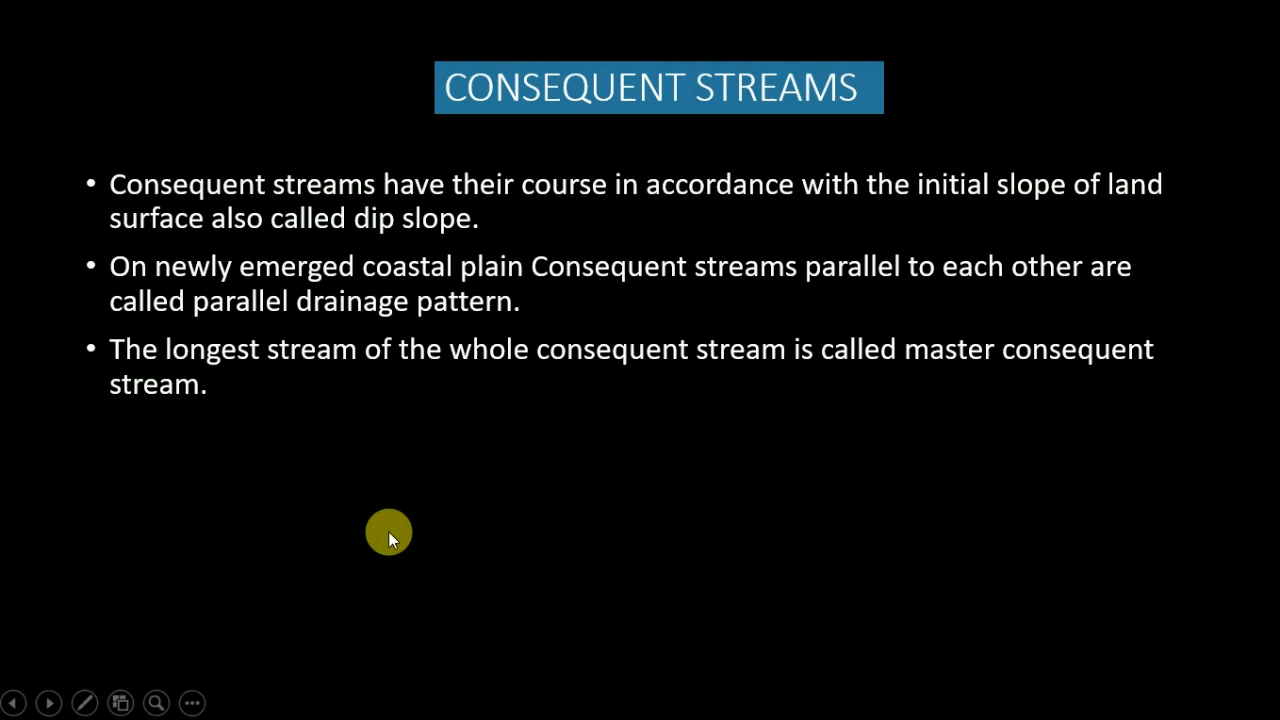 CONSEQUENT STREAMS
• Consequent streams have their course in accordance with the initial slope of land
surface also called dip slope.
• On newly emerged coastal plain Consequent streams parallel to each other are
called parallel drainage pattern.
• The longest stream of the whole consequent stream is called master consequent
stream.